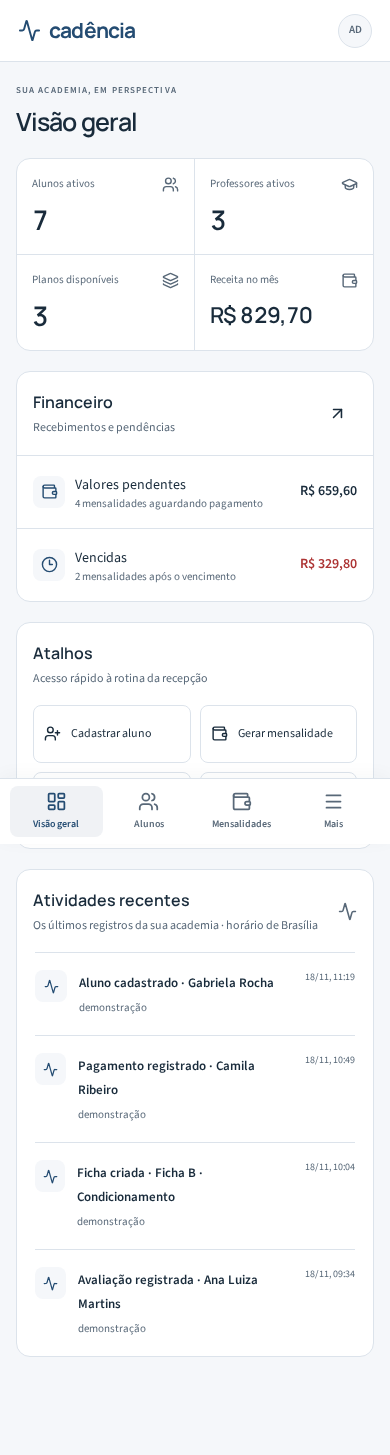 cadência
AD
SUA ACADEMIA, EM PERSPECTIVA
Visão geral
Alunos ativos
7
Professores ativos
3
Planos disponíveis
3
Receita no mês
R$ 829,70
Financeiro
Recebimentos e pendências
Valores pendentes
4 mensalidades aguardando pagamento
R$ 659,60
Vencidas
2 mensalidades após o vencimento
R$ 329,80
Atalhos
Acesso rápido à rotina da recepção
Cadastrar aluno
Gerar mensalidade
Visão geral
Alunos
Mensalidades
Mais
Atividades recentes
Os últimos registros da sua academia · horário de Brasília
Aluno cadastrado · Gabriela Rocha
18/11, 11:19
demonstração
Pagamento registrado · Camila
Ribeiro
18/11, 10:49
demonstração
Ficha criada · Ficha B ·
Condicionamento
18/11, 10:04
demonstração
Avaliação registrada · Ana Luiza
Martins
18/11, 09:34
demonstração